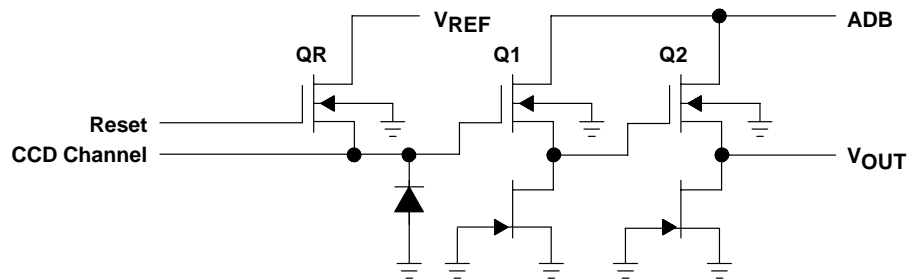 VREF
ADB
QR
Q1
Q2
Reset
CCD Channel
VOUT